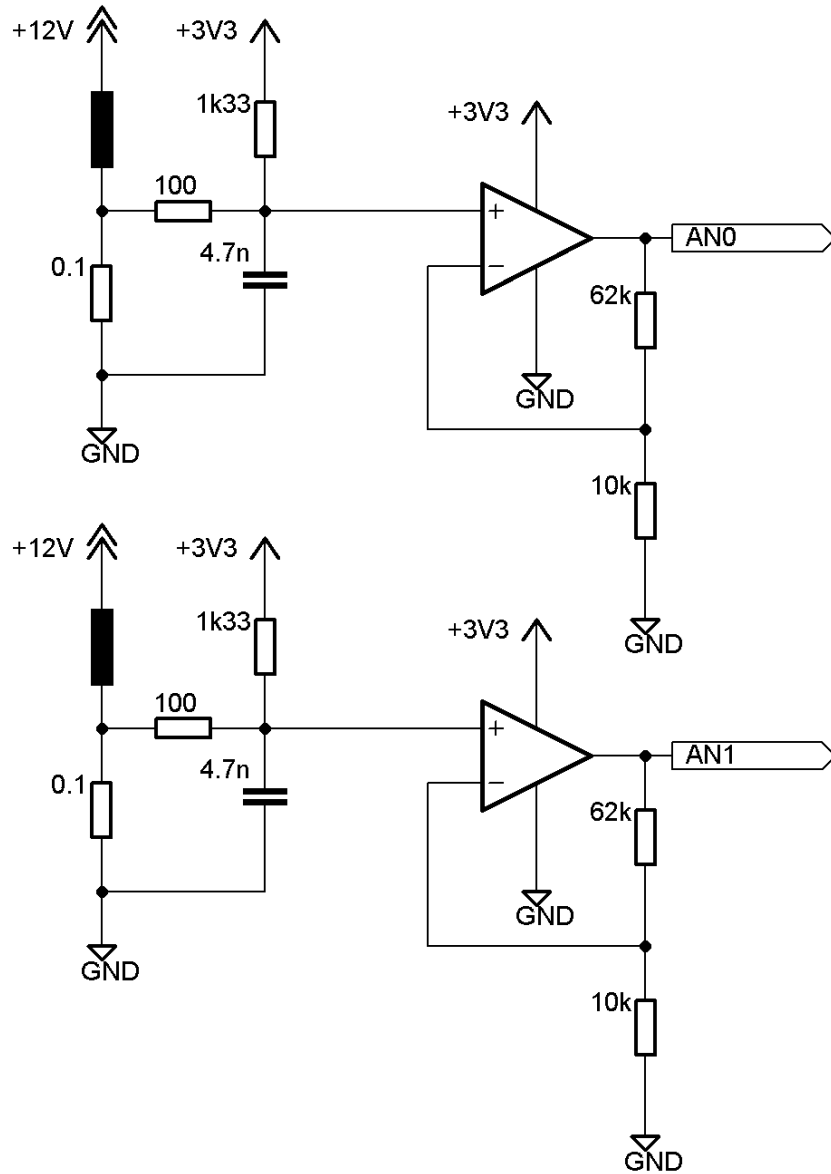 +12V
+3V3
1k33
+3V3
100
AN0
0.1
4.7n
62k
GND
GND
10k
GND
+12V
+3V3
1k33
+3V3
100
AN1
0.1
4.7n
62k
GND
GND
10k
GND